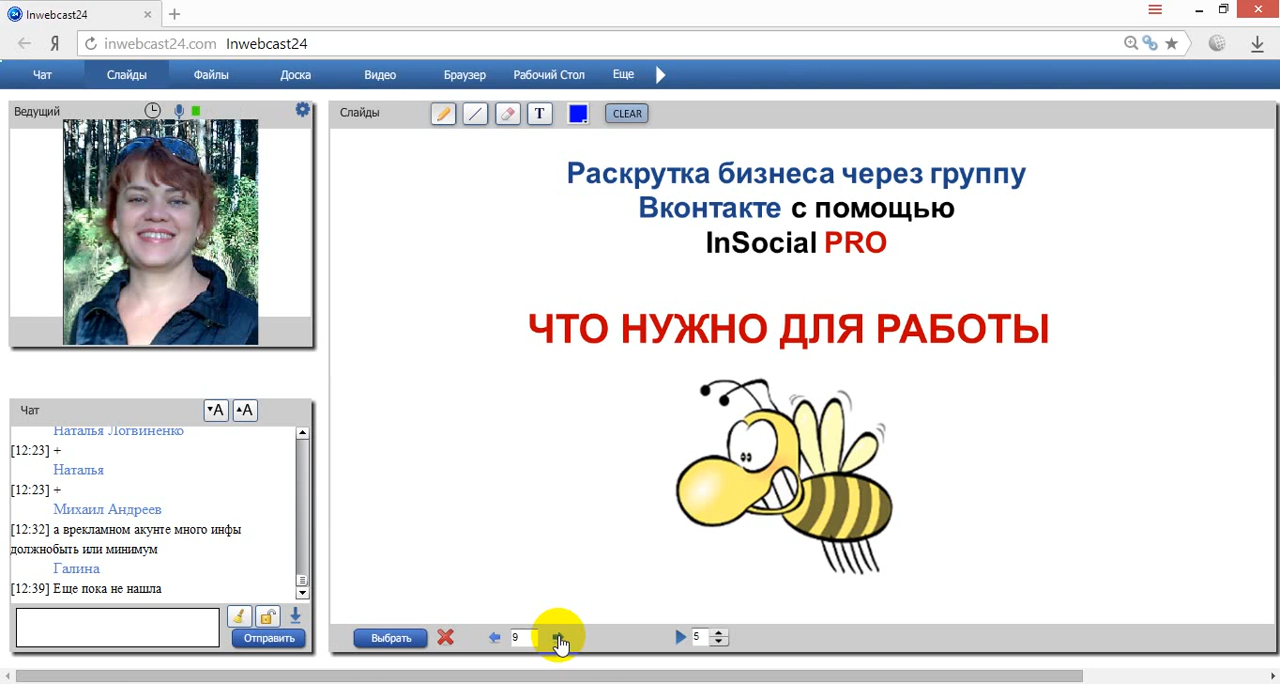 Inwebcast24
inwebcast24.com Inwebcast24
Чат Слайды Файлы Доска Видео Браузер Рабочий Стол Еще
Ведущий
Слайды T CLEAR
Раскрутка бизнеса через группу
Вконтакте с помощью
InSocial PRO
ЧТО НУЖНО ДЛЯ РАБОТЫ
Чат ▾A ▴A
Наталья Логвиненко
[12:23] +
Наталья
[12:23] +
Михаил Андреев
[12:32] а врекламном акунте много инфы
должнобыть или минимум
Галина
[12:39] Еще пока не нашла
Отправить
Выбрать 9 5